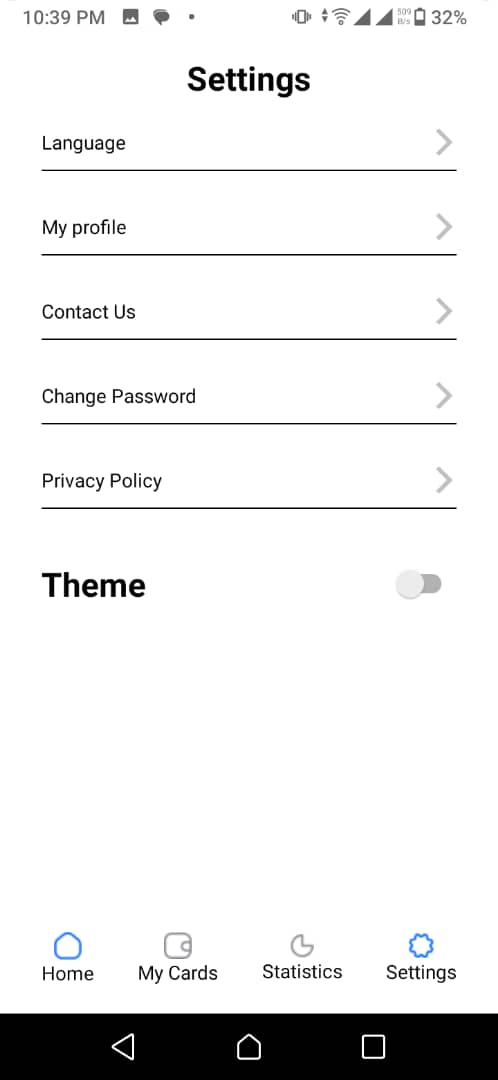 10:39 PM 509 B/s 32%
Settings
Language
My profile
Contact Us
Change Password
Privacy Policy
Theme
Home My Cards Statistics Settings